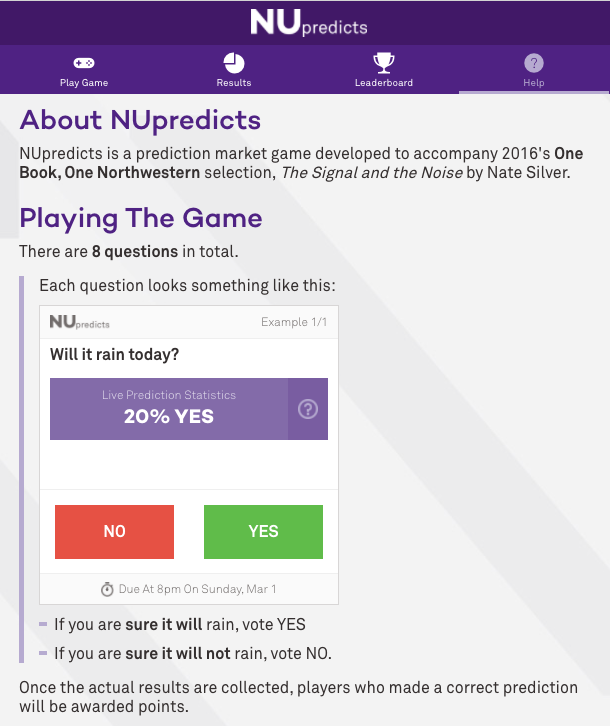 NUpredicts
Play Game
Results
Leaderboard
?
Help
About NUpredicts
NUpredicts is a prediction market game developed to accompany 2016's One
Book, One Northwestern selection, The Signal and the Noise by Nate Silver.
Playing The Game
There are 8 questions in total.
Each question looks something like this:
NUpredicts
Example 1/1
Will it rain today?
Live Prediction Statistics
20% YES
?
NO
YES
Due At 8pm On Sunday, Mar 1
If you are sure it will rain, vote YES
If you are sure it will not rain, vote NO.
Once the actual results are collected, players who made a correct prediction
will be awarded points.